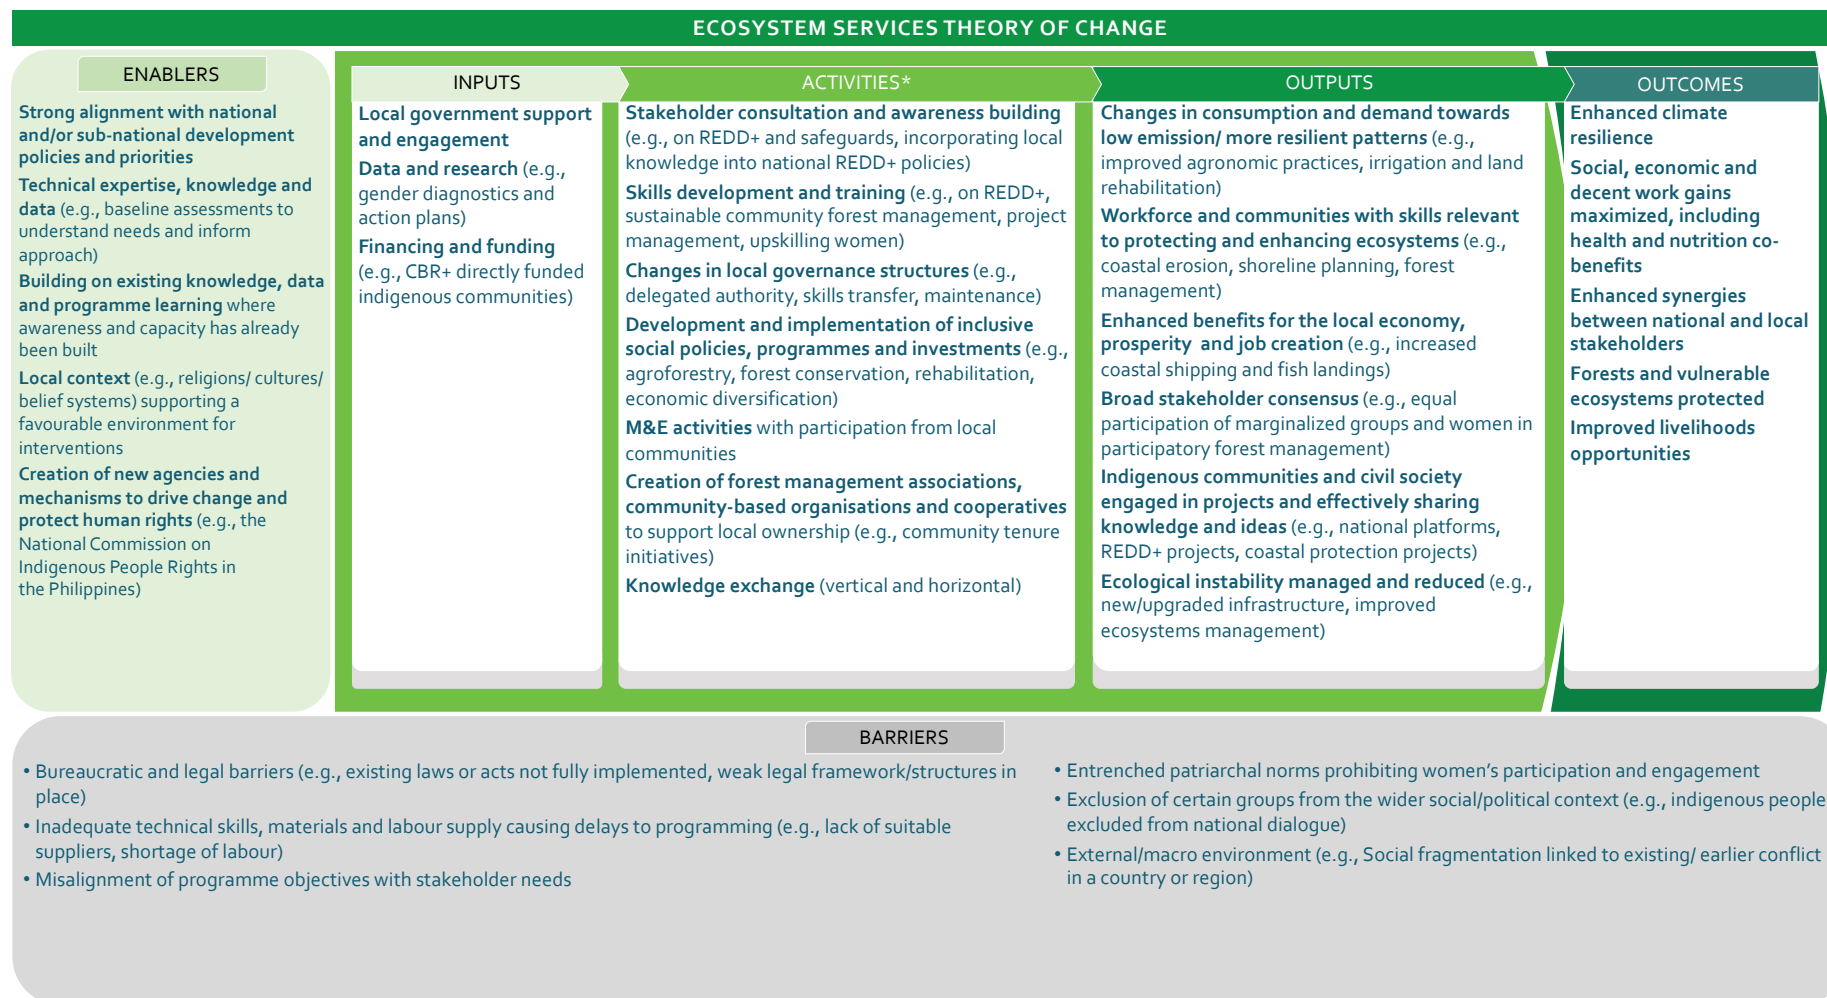 ECOSYSTEM SERVICES THEORY OF CHANGE
ENABLERS
Strong alignment with national
and/or sub-national development
policies and priorities
Technical expertise, knowledge and
data (e.g., baseline assessments to
understand needs and inform
approach)
Building on existing knowledge, data
and programme learning where
awareness and capacity has already
been built
Local context (e.g., religions/ cultures/
belief systems) supporting a
favourable environment for
interventions
Creation of new agencies and
mechanisms to drive change and
protect human rights (e.g., the
National Commission on
Indigenous People Rights in
the Philippines)
INPUTS
Local government support
and engagement
Data and research (e.g.,
gender diagnostics and
action plans)
Financing and funding
(e.g., CBR+ directly funded
indigenous communities)
ACTIVITIES*
Stakeholder consultation and awareness building
(e.g., on REDD+ and safeguards, incorporating local
knowledge into national REDD+ policies)
Skills development and training (e.g., on REDD+,
sustainable community forest management, project
management, upskilling women)
Changes in local governance structures (e.g.,
delegated authority, skills transfer, maintenance)
Development and implementation of inclusive
social policies, programmes and investments (e.g.,
agroforestry, forest conservation, rehabilitation,
economic diversification)
M&E activities with participation from local
communities
Creation of forest management associations,
community-based organisations and cooperatives
to support local ownership (e.g., community tenure
initiatives)
Knowledge exchange (vertical and horizontal)
OUTPUTS
Changes in consumption and demand towards
low emission/ more resilient patterns (e.g.,
improved agronomic practices, irrigation and land
rehabilitation)
Workforce and communities with skills relevant
to protecting and enhancing ecosystems (e.g.,
coastal erosion, shoreline planning, forest
management)
Enhanced benefits for the local economy,
prosperity and job creation (e.g., increased
coastal shipping and fish landings)
Broad stakeholder consensus (e.g., equal
participation of marginalized groups and women in
participatory forest management)
Indigenous communities and civil society
engaged in projects and effectively sharing
knowledge and ideas (e.g., national platforms,
REDD+ projects, coastal protection projects)
Ecological instability managed and reduced (e.g.,
new/upgraded infrastructure, improved
ecosystems management)
OUTCOMES
Enhanced climate
resilience
Social, economic and
decent work gains
maximized, including
health and nutrition co-
benefits
Enhanced synergies
between national and local
stakeholders
Forests and vulnerable
ecosystems protected
Improved livelihoods
opportunities
BARRIERS
• Bureaucratic and legal barriers (e.g., existing laws or acts not fully implemented, weak legal framework/structures in
place)
• Inadequate technical skills, materials and labour supply causing delays to programming (e.g., lack of suitable
suppliers, shortage of labour)
• Misalignment of programme objectives with stakeholder needs
• Entrenched patriarchal norms prohibiting women's participation and engagement
• Exclusion of certain groups from the wider social/political context (e.g., indigenous people
excluded from national dialogue)
• External/macro environment (e.g., Social fragmentation linked to existing/ earlier conflict
in a country or region)